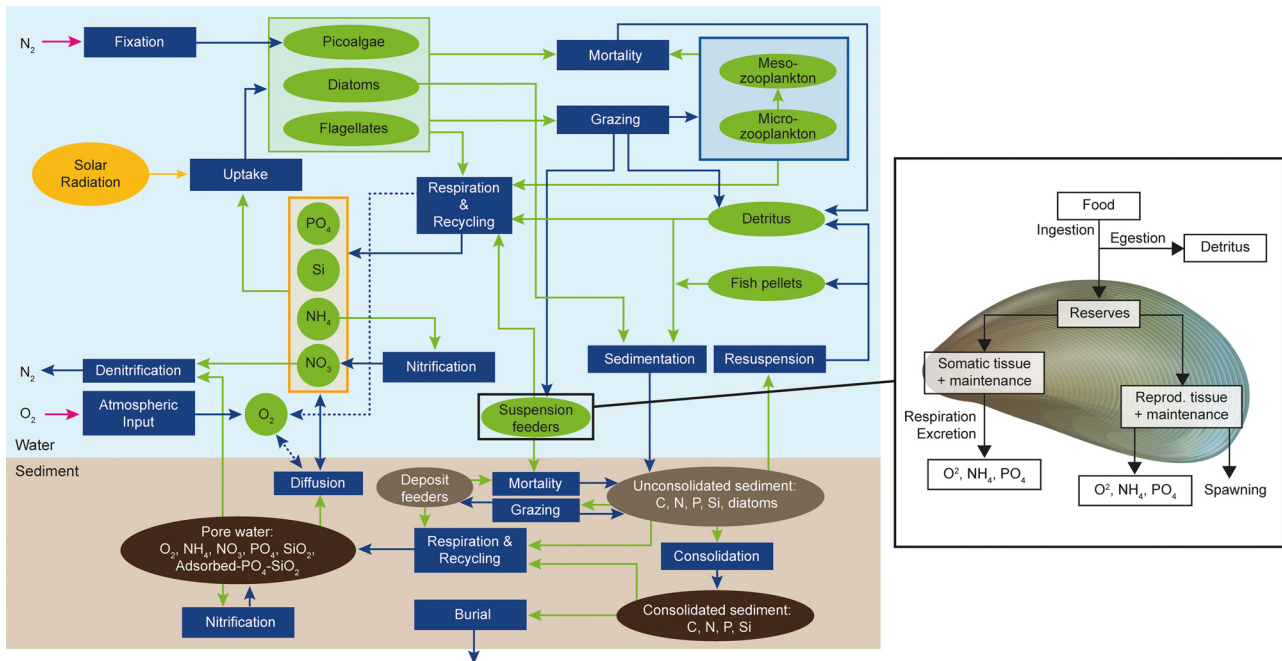 N₂
Fixation
Picoalgae
Diatoms
Flagellates
Mortality
Grazing
Meso-
zooplankton
Micro-
zooplankton
Solar
Radiation
Uptake
Respiration
&
Recycling
Detritus
PO₄
Si
NH₄
NO₃
Fish pellets
Nitrification
Sedimentation
Resuspension
N₂
Denitrification
O₂
Atmospheric
Input
O₂
Suspension
feeders
Water
Sediment
Diffusion
Deposit
feeders
Mortality
Grazing
Unconsolidated sediment:
C, N, P, Si, diatoms
Pore water:
O₂, NH₄, NO₃, PO₄, SiO₂,
Adsorbed-PO₄-SiO₂
Respiration &
Recycling
Consolidation
Nitrification
Burial
Consolidated sediment:
C, N, P, Si
Food
Ingestion
Egestion
Detritus
Reserves
Somatic tissue
+ maintenance
Reprod. tissue
+ maintenance
Respiration
Excretion
O², NH₄, PO₄
O², NH₄, PO₄
Spawning